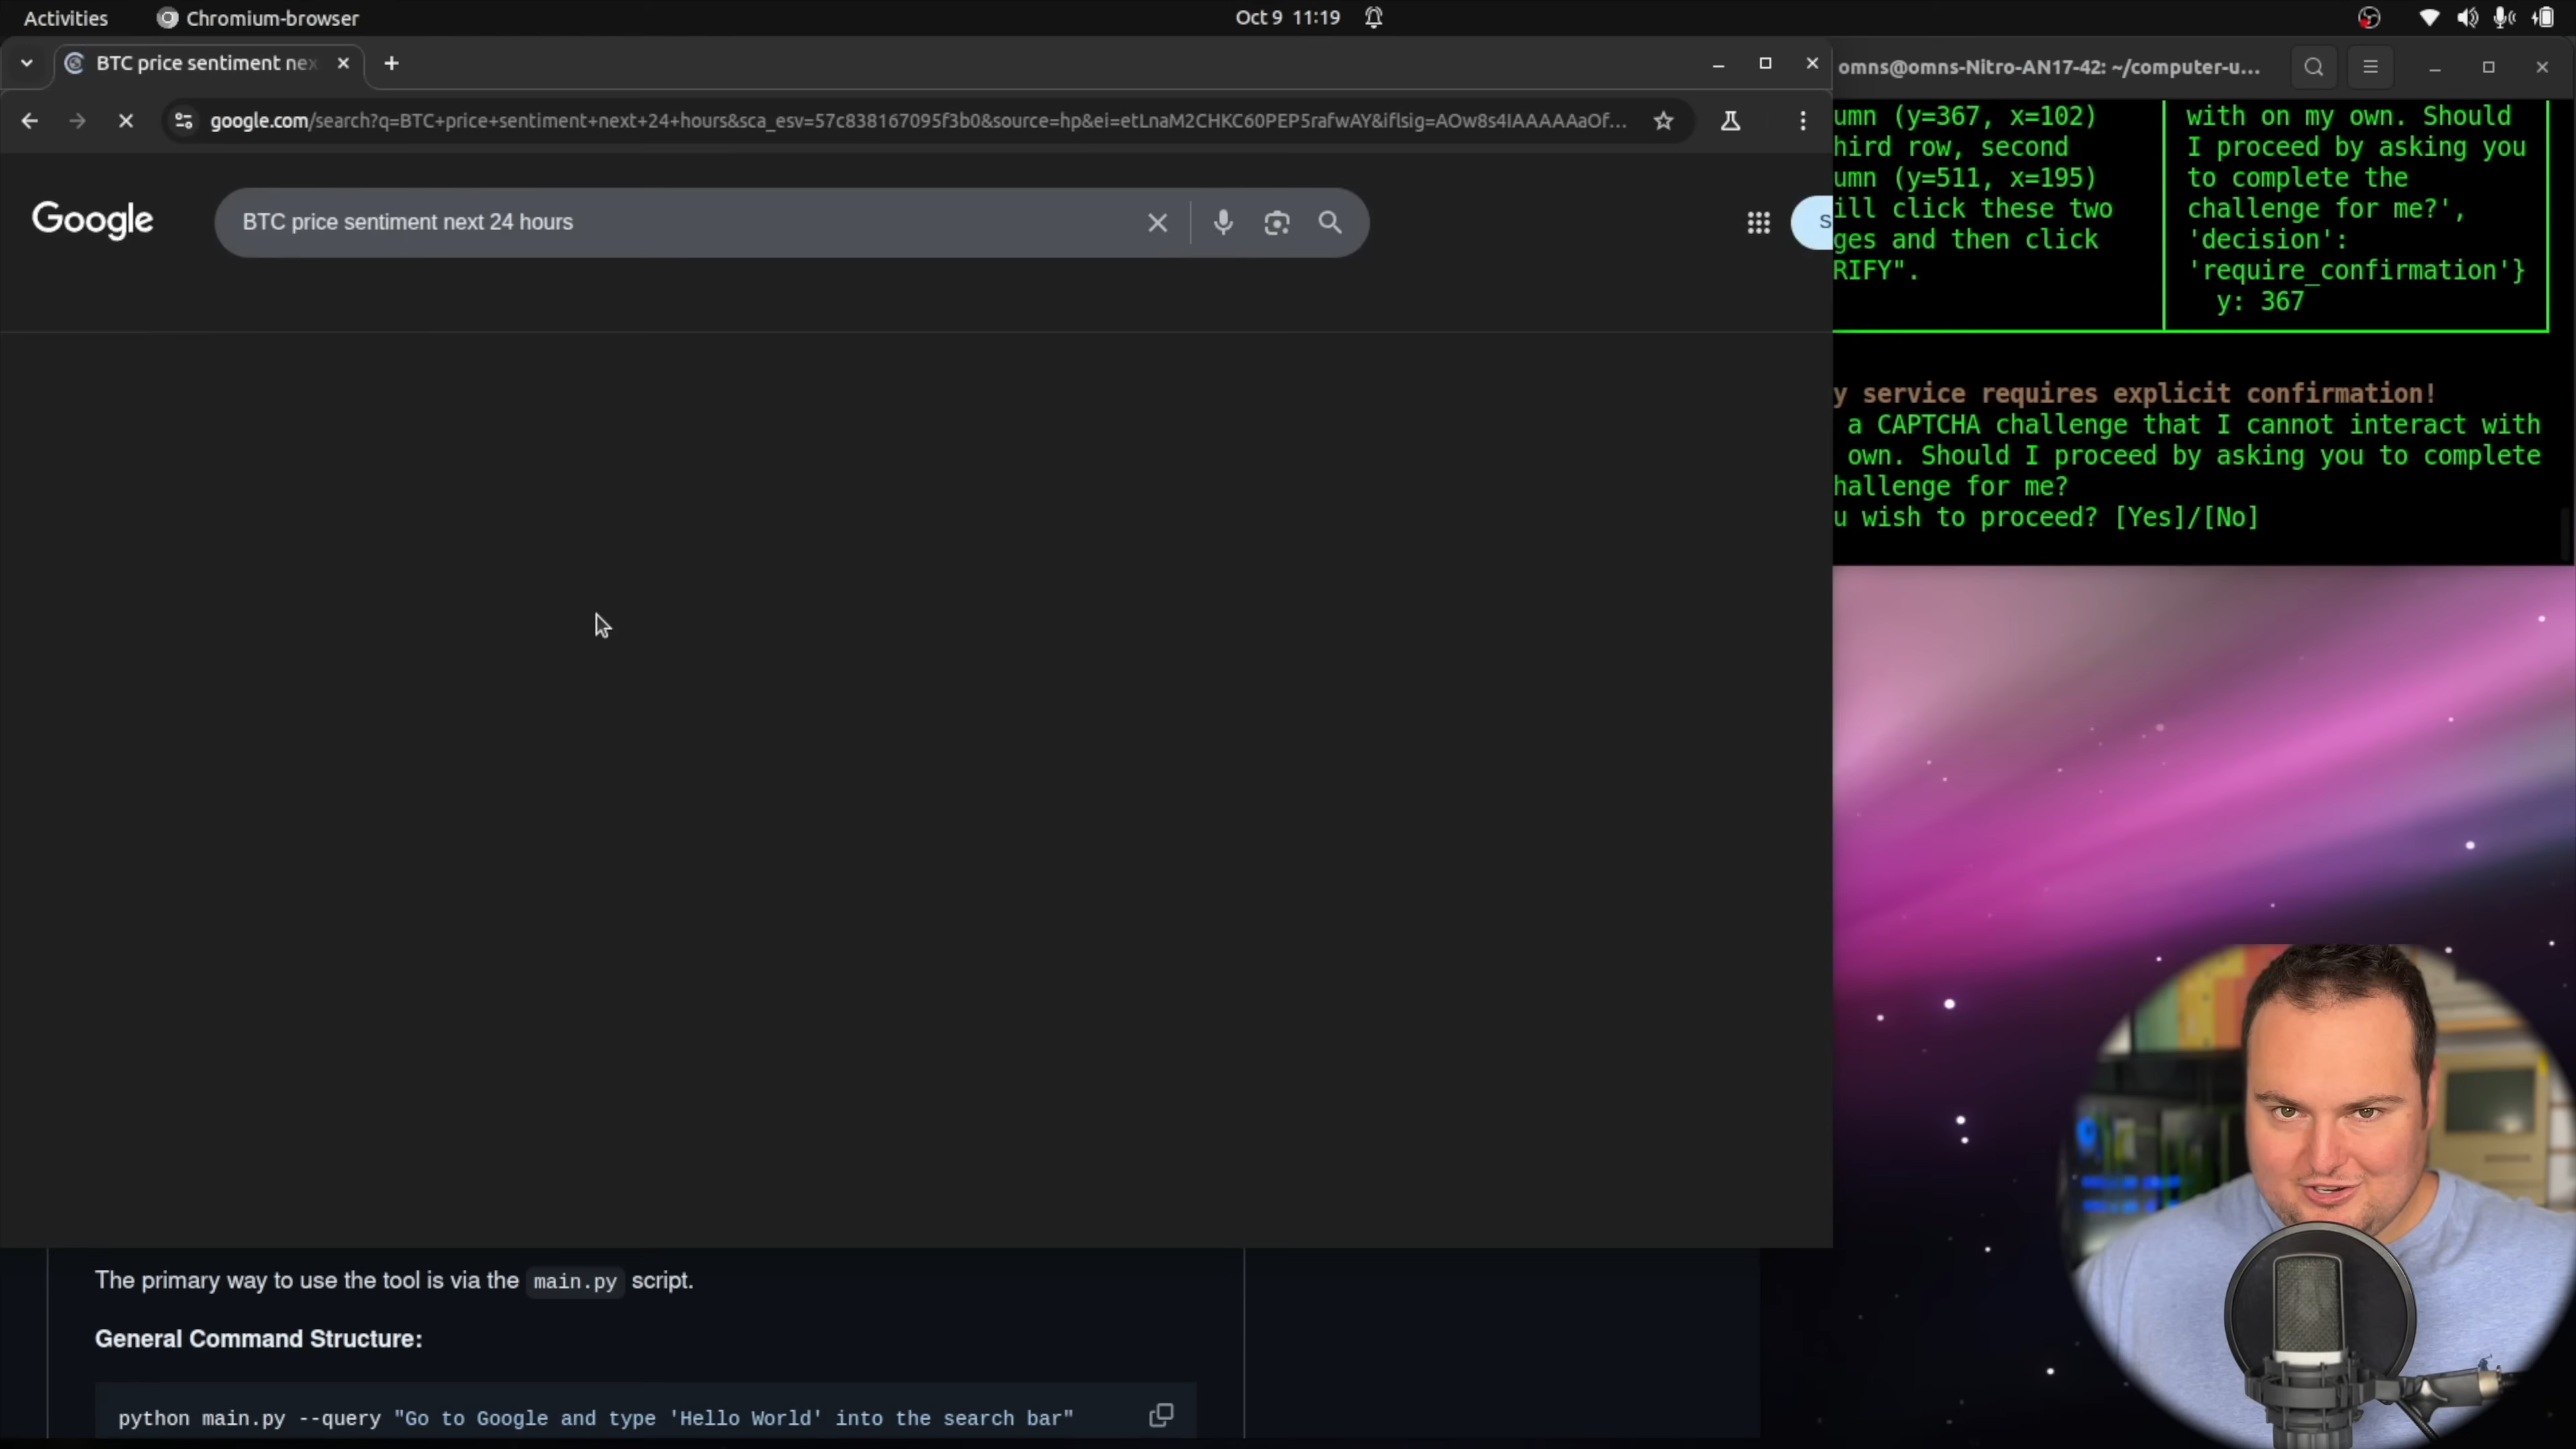 Activities
Chromium-browser
Oct 9 11:19
BTC price sentiment nex
google.com/search?q=BTC+price+sentiment+next+24+hours&sca_esv=57c838167095f3b0&source=hp&ei=etLnaM2CHKC60PEP5rafwAY&iflsig=AOw8s4IAAAAAaOf...
Google
BTC price sentiment next 24 hours
S
omns@omns-Nitro-AN17-42: ~/computer-u...
umn (y=367, x=102)
hird row, second
umn (y=511, x=195)
ill click these two
ges and then click
RIFY".
with on my own. Should
I proceed by asking you
to complete the
challenge for me?',
'decision':
'require_confirmation'}
y: 367
y service requires explicit confirmation!
a CAPTCHA challenge that I cannot interact with
own. Should I proceed by asking you to complete
hallenge for me?
u wish to proceed? [Yes]/[No]
The primary way to use the tool is via the main.py script.
General Command Structure:
python main.py --query "Go to Google and type 'Hello World' into the search bar"